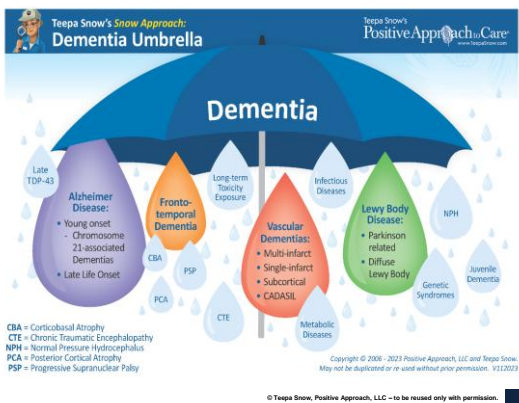 Teepa Snow's Snow Approach:
Dementia Umbrella
Teepa Snow's
Positive Approach to Care®
www.TeepaSnow.com
Dementia
Late
TDP-43
Alzheimer
Disease:
• Young onset
- Chromosome
21-associated
Dementias
• Late Life Onset
Fronto-
temporal
Dementia
CBA
PSP
PCA
Long-term
Toxicity
Exposure
CTE
Vascular
Dementias:
• Multi-infarct
• Single-infarct
• Subcortical
• CADASIL
Infectious
Diseases
Metabolic
Diseases
Lewy Body
Disease:
• Parkinson
related
• Diffuse
Lewy Body
NPH
Genetic
Syndromes
Juvenile
Dementia
CBA = Corticobasal Atrophy
CTE = Chronic Traumatic Encephalopathy
NPH = Normal Pressure Hydrocephalus
PCA = Posterior Cortical Atrophy
PSP = Progressive Supranuclear Palsy
Copyright © 2006 - 2023 Positive Approach, LLC and Teepa Snow.
May not be duplicated or re-used without prior permission. V112023
© Teepa Snow, Positive Approach, LLC – to be reused only with permission.